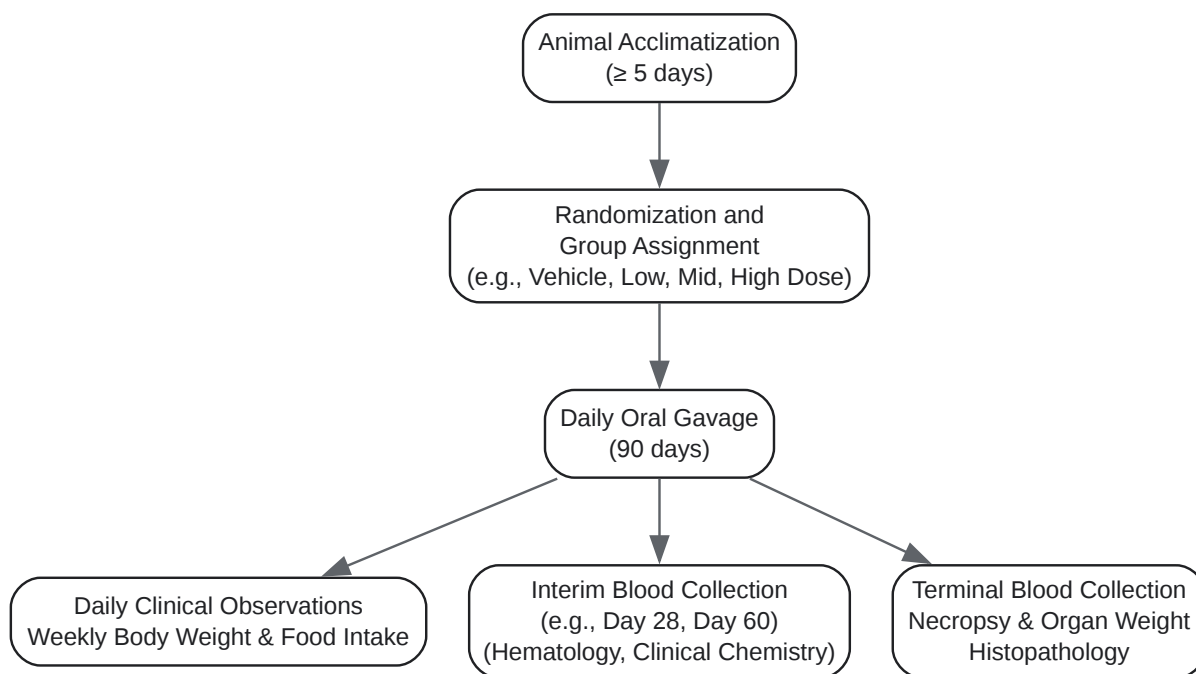 Animal Acclimatization
(≥ 5 days)
Randomization and
Group Assignment
(e.g., Vehicle, Low, Mid, High Dose)
Daily Oral Gavage
(90 days)
Daily Clinical Observations
Weekly Body Weight & Food Intake
Interim Blood Collection
(e.g., Day 28, Day 60)
(Hematology, Clinical Chemistry)
Terminal Blood Collection
Necropsy & Organ Weight
Histopathology